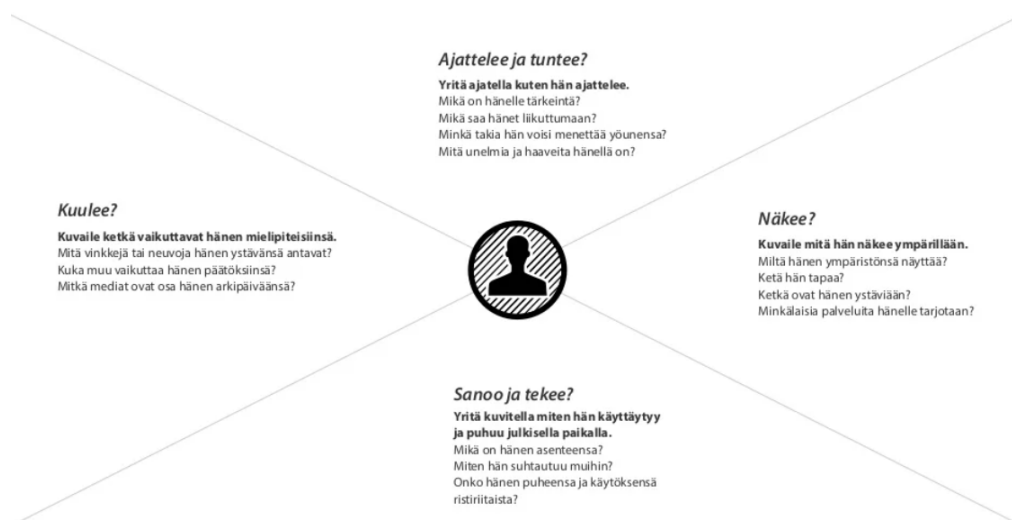 Ajattelee ja tuntee?
Yritä ajatella kuten hän ajattelee.
Mikä on hänelle tärkeintä?
Mikä saa hänet liikuttumaan?
Minkä takia hän voisi menettää yöunensa?
Mitä unelmia ja haaveita hänellä on?
Kuulee?
Kuvaile ketkä vaikuttavat hänen mielipiteisiinsä.
Mitä vinkkejä tai neuvoja hänen ystävänsä antavat?
Kuka muu vaikuttaa hänen päätöksiinsä?
Mitkä mediat ovat osa hänen arkipäiväänsä?
Näkee?
Kuvaile mitä hän näkee ympärillään.
Miltä hänen ympäristönsä näyttää?
Ketä hän tapaa?
Ketkä ovat hänen ystäviään?
Minkälaisia palveluita hänelle tarjotaan?
Sanoo ja tekee?
Yritä kuvitella miten hän käyttäytyy
ja puhuu julkisella paikalla.
Mikä on hänen asenteensa?
Miten hän suhtautuu muihin?
Onko hänen puheensa ja käytöksensä
ristiriitaista?